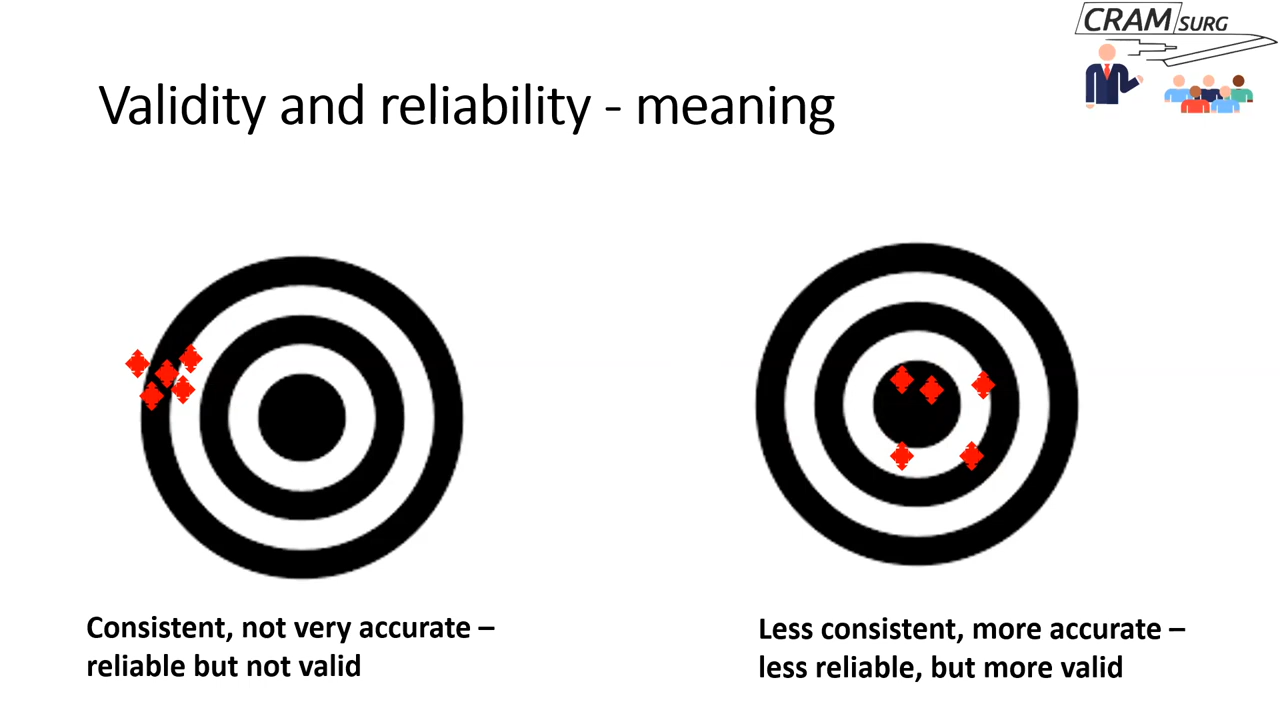 CRAM SURG
Validity and reliability - meaning
Consistent, not very accurate –
reliable but not valid
Less consistent, more accurate –
less reliable, but more valid